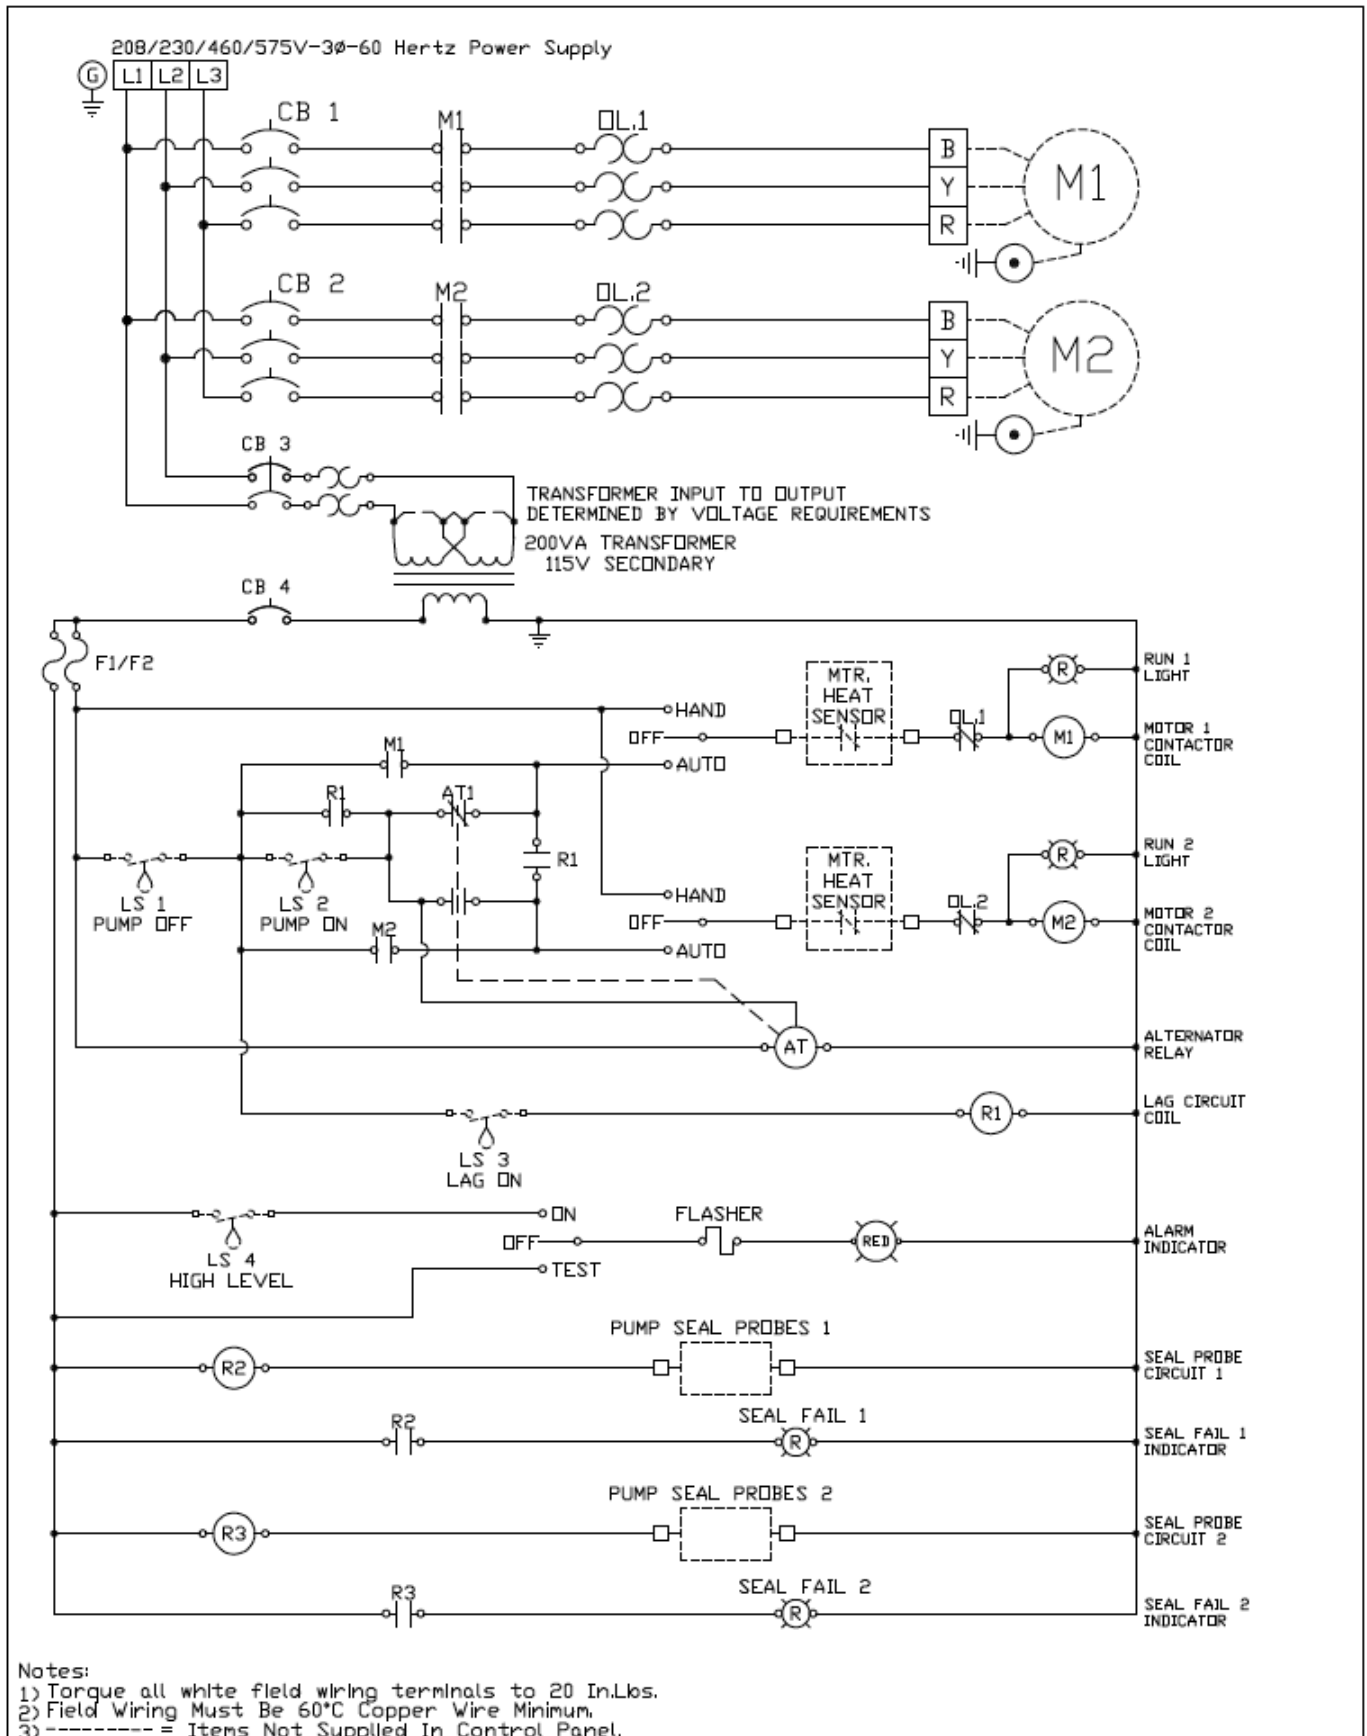 208/230/460/575V-3Ø-60 Hertz Power Supply
G L1 L2 L3
CB 1
M1
OL.1
B
Y
R
M1
CB 2
M2
OL.2
B
Y
R
M2
CB 3
TRANSFORMER INPUT TO OUTPUT
DETERMINED BY VOLTAGE REQUIREMENTS
200VA TRANSFORMER
115V SECONDARY
CB 4
F1/F2
HAND
OFF
AUTO
MTR.
HEAT
SENSOR
OL.1
R
RUN 1
LIGHT
M1
MOTOR 1
CONTACTOR
COIL
M1
R1
AT1
R1
LS 1
PUMP OFF
LS 2
PUMP ON
M2
HAND
OFF
AUTO
MTR.
HEAT
SENSOR
OL.2
R
RUN 2
LIGHT
M2
MOTOR 2
CONTACTOR
COIL
AT
ALTERNATOR
RELAY
LS 3
LAG ON
R1
LAG CIRCUIT
COIL
LS 4
HIGH LEVEL
ON
OFF
TEST
FLASHER
RED
ALARM
INDICATOR
PUMP SEAL PROBES 1
R2
SEAL PROBE
CIRCUIT 1
R2
SEAL FAIL 1
R
SEAL FAIL 1
INDICATOR
PUMP SEAL PROBES 2
R3
SEAL PROBE
CIRCUIT 2
R3
SEAL FAIL 2
R
SEAL FAIL 2
INDICATOR
Notes:
1) Torque all white field wiring terminals to 20 In.Lbs.
2) Field Wiring Must Be 60°C Copper Wire Minimum.
3) --------- = Items Not Supplied In Control Panel.